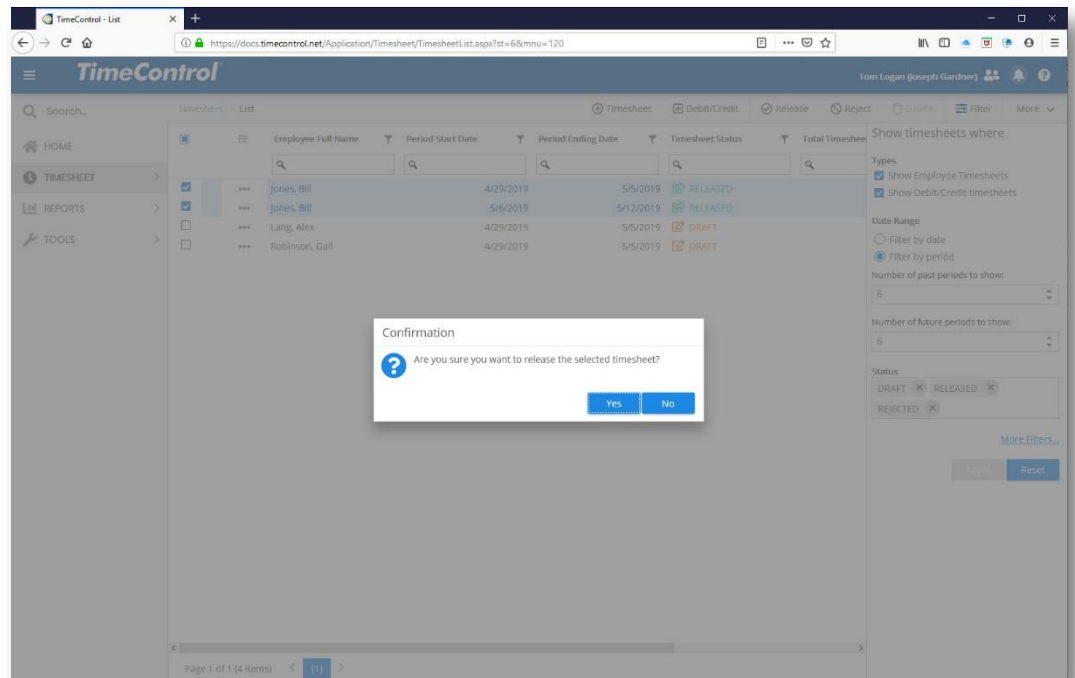 TimeControl - List
https://docs.timecontrol.net/Application/Timesheet/TimesheetList.aspx?st=6&mnu=120
TimeControl
Tom Logan (Joseph Gardner)
Search...
Timesheet > List
Timesheet
Debit/Credit
Release
Reject
Delete
Filter
More
HOME
TIMESHEET
REPORTS
TOOLS
Employee Full Name
Period Start Date
Period Ending Date
Timesheet Status
Total Timeshee
Jones, Bill 4/29/2019 5/5/2019 RELEASED
Jones, Bill 5/6/2019 5/12/2019 RELEASED
Lang, Alex 4/29/2019 5/5/2019 DRAFT
Robinson, Gail 4/29/2019 5/5/2019 DRAFT
Show timesheets where
Types
Show Employee Timesheets
Show Debit/Credit timesheets
Date Range
Filter by date
Filter by period
Number of past periods to show:
6
Number of future periods to show:
6
Status
DRAFT RELEASED
REJECTED
More Filters...
Apply Reset
Confirmation
Are you sure you want to release the selected timesheet?
Yes No
Page 1 of 1 (4 items) [1]